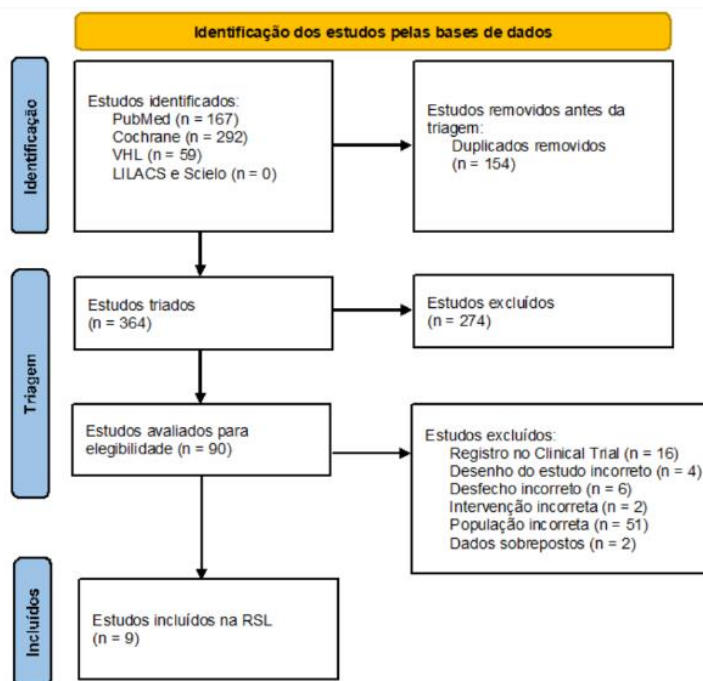 Identificação dos estudos pelas bases de dados
Identificação
Estudos identificados:
PubMed (n = 167)
Cochrane (n = 292)
VHL (n = 59)
LILACS e Scielo (n = 0)
Estudos removidos antes da
triagem:
Duplicados removidos
(n = 154)
Triagem
Estudos triados
(n = 364)
Estudos excluídos
(n = 274)
Estudos avaliados para
elegibilidade (n = 90)
Estudos excluídos:
Registro no Clinical Trial (n = 16)
Desenho do estudo incorreto (n = 4)
Desfecho incorreto (n = 6)
Intervenção incorreta (n = 2)
População incorreta (n = 51)
Dados sobrepostos (n = 2)
Incluídos
Estudos incluídos na RSL
(n = 9)